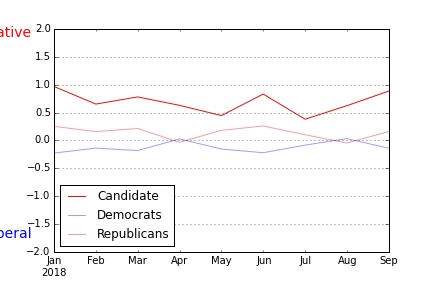 ative
2.0
1.5
1.0
0.5
0.0
−0.5
−1.0
−1.5
−2.0
beral
Candidate
Democrats
Republicans
Jan Feb Mar Apr May Jun Jul Aug Sep
2018